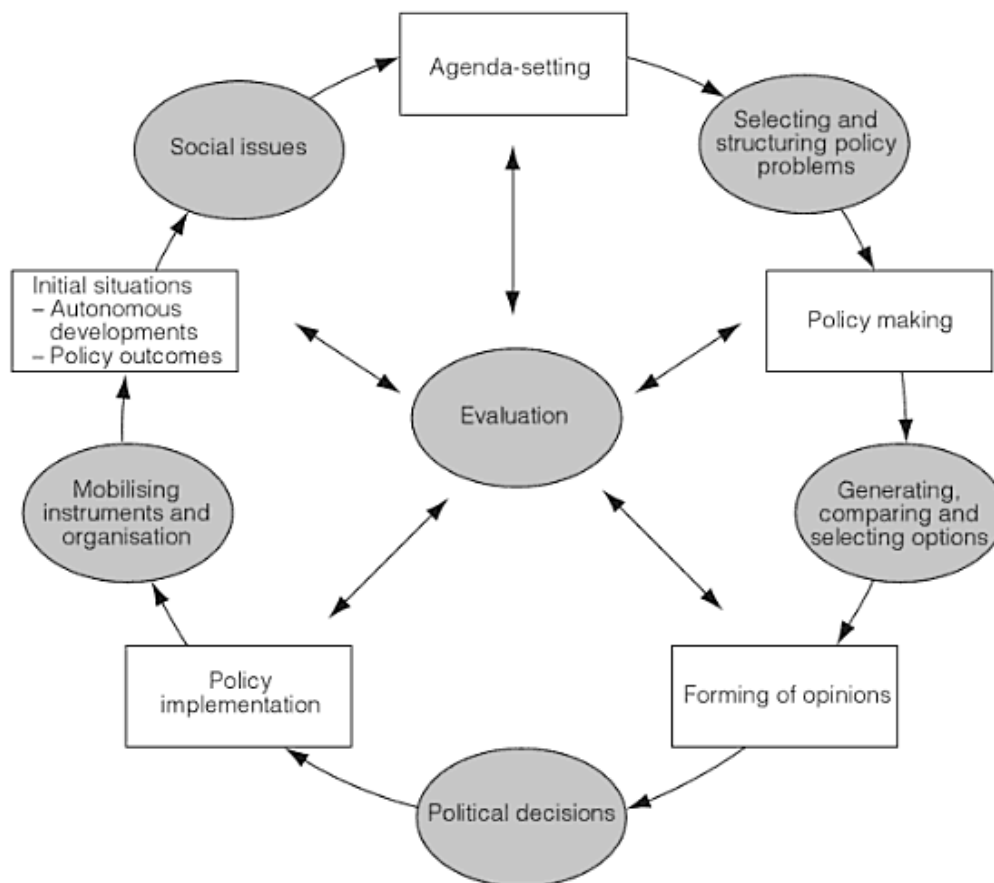 Agenda-setting
Selecting and
structuring policy
problems
Policy making
Generating,
comparing and
selecting options
Forming of opinions
Political decisions
Policy
implementation
Mobilising
instruments and
organisation
Initial situations
– Autonomous
developments
– Policy outcomes
Social issues
Evaluation